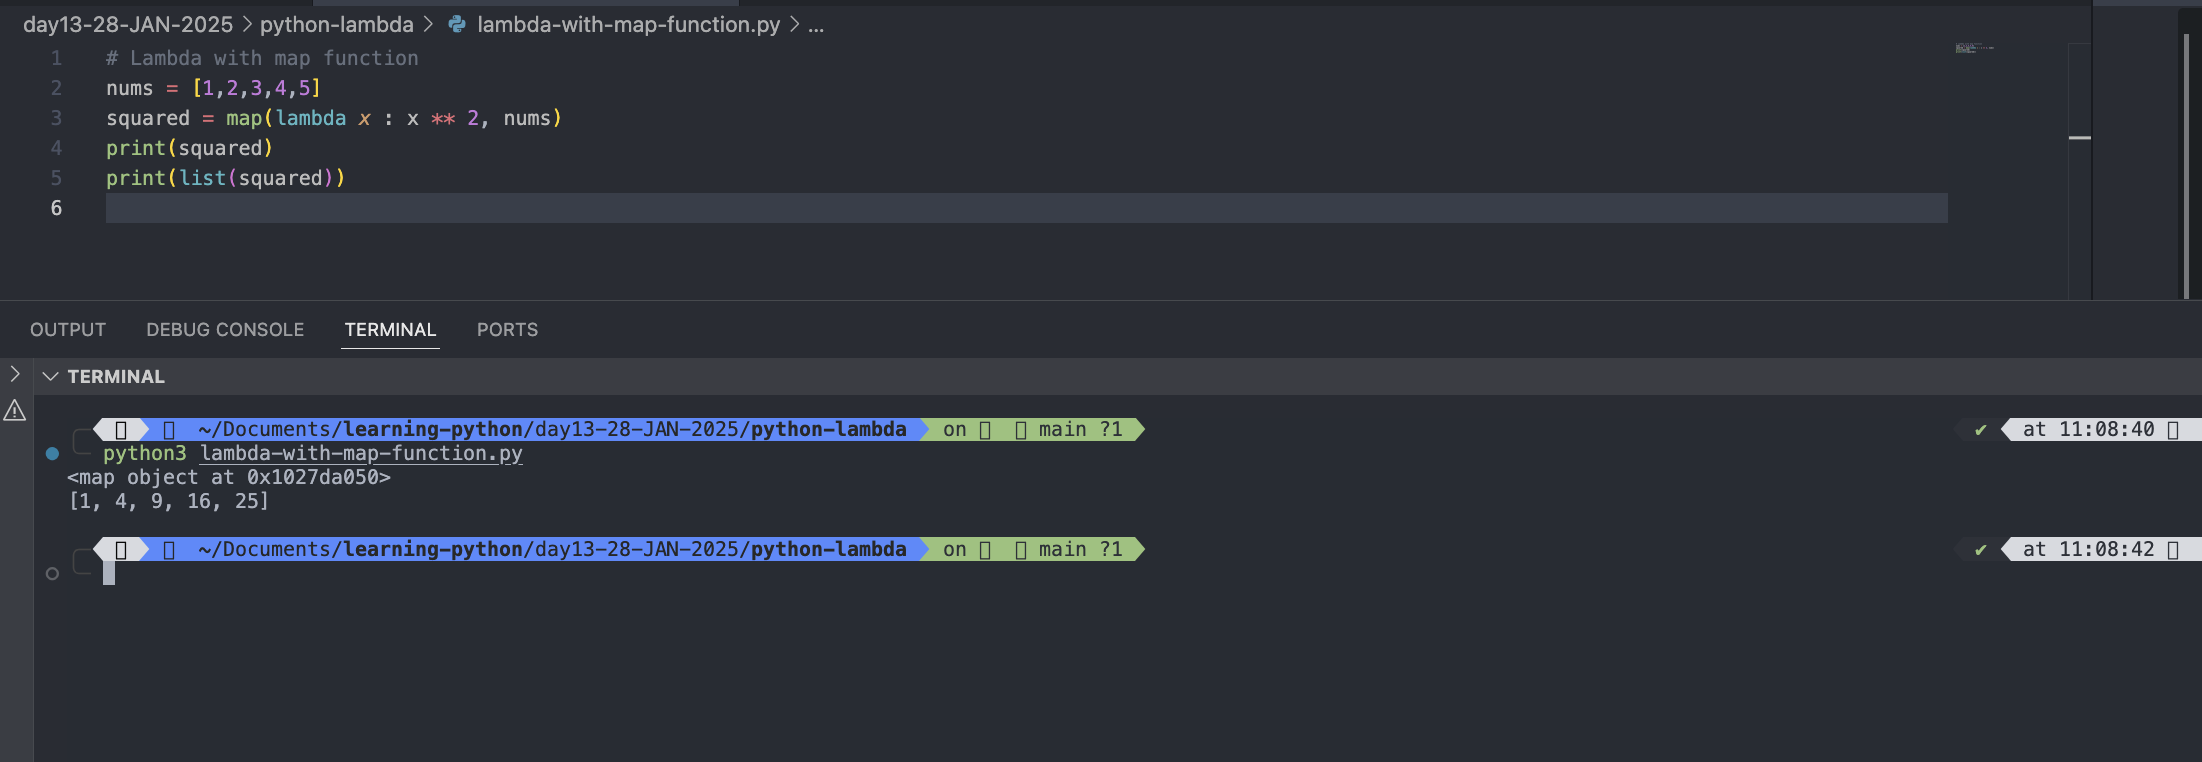 day13-28-JAN-2025 > python-lambda > lambda-with-map-function.py > ...
1 # Lambda with map function
2 nums = [1,2,3,4,5]
3 squared = map(lambda x : x ** 2, nums)
4 print(squared)
5 print(list(squared))
6
OUTPUT DEBUG CONSOLE TERMINAL PORTS
TERMINAL
~/Documents/learning-python/day13-28-JAN-2025/python-lambda on main ?1 ✔ at 11:08:40
python3 lambda-with-map-function.py
<map object at 0x1027da050>
[1, 4, 9, 16, 25]
~/Documents/learning-python/day13-28-JAN-2025/python-lambda on main ?1 ✔ at 11:08:42